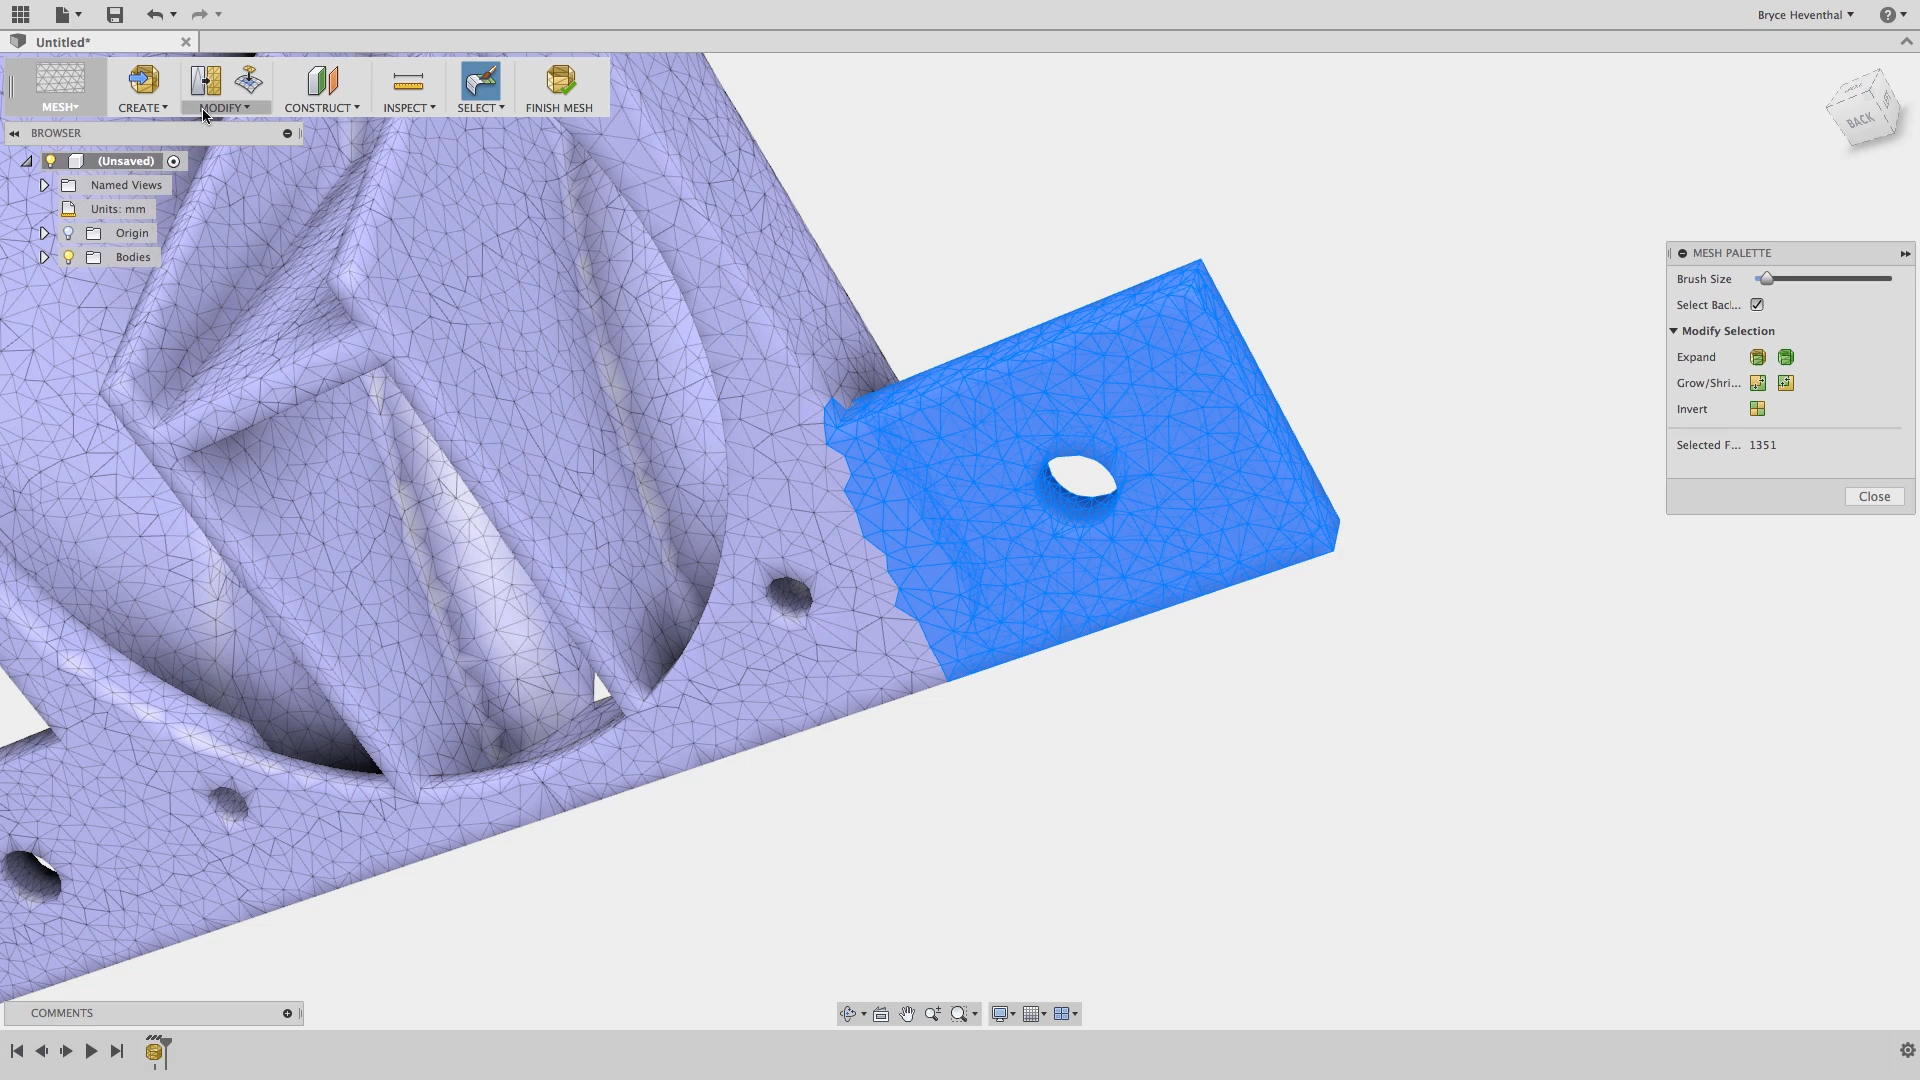 Bryce Heventhal
Untitled*
MESH
CREATE
MODIFY
CONSTRUCT
INSPECT
SELECT
FINISH MESH
BROWSER
(Unsaved)
Named Views
Units: mm
Origin
Bodies
BACK
MESH PALETTE
Brush Size
Select Bac...
Modify Selection
Expand
Grow/Shri...
Invert
Selected F... 1351
Close
COMMENTS